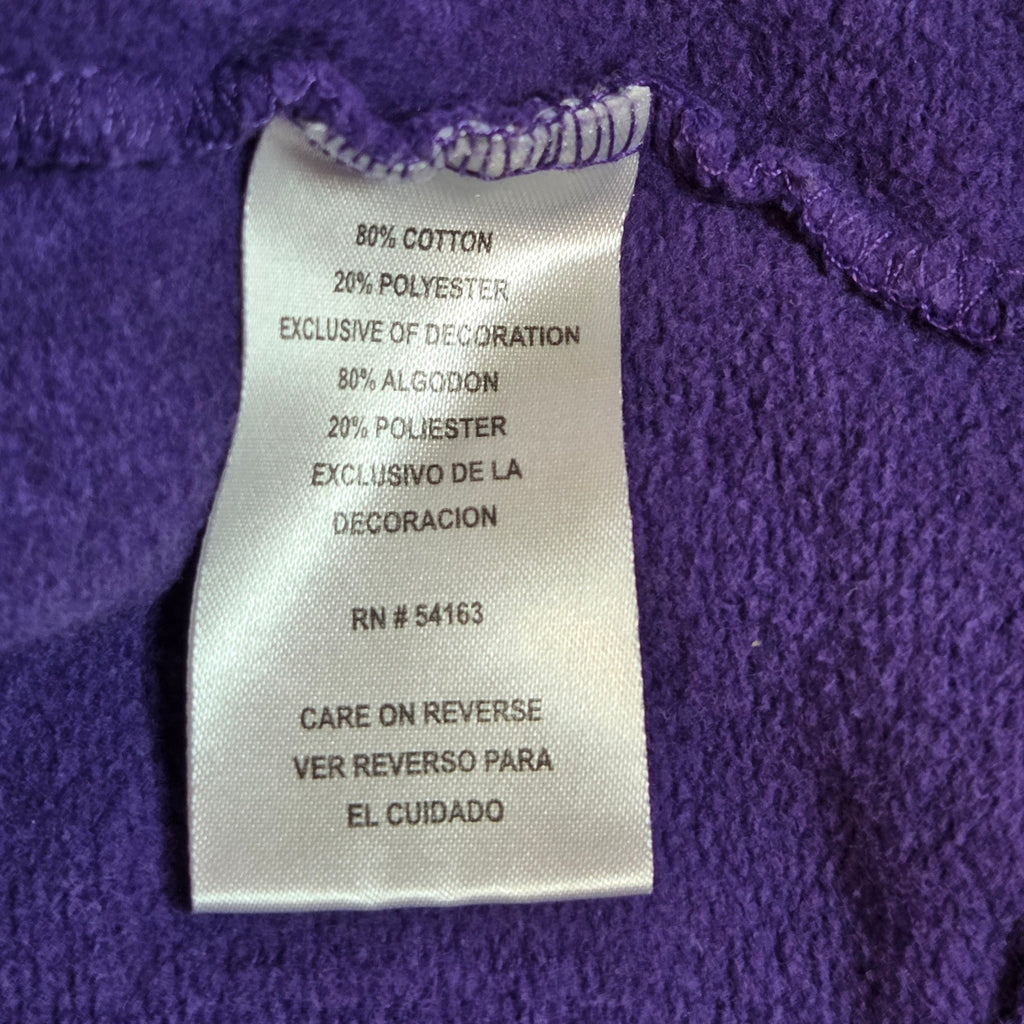 80% COTTON
20% POLYESTER
EXCLUSIVE OF DECORATION
80% ALGODON
20% POLIESTER
EXCLUSIVO DE LA
DECORACION
RN # 54163
CARE ON REVERSE
VER REVERSO PARA
EL CUIDADO